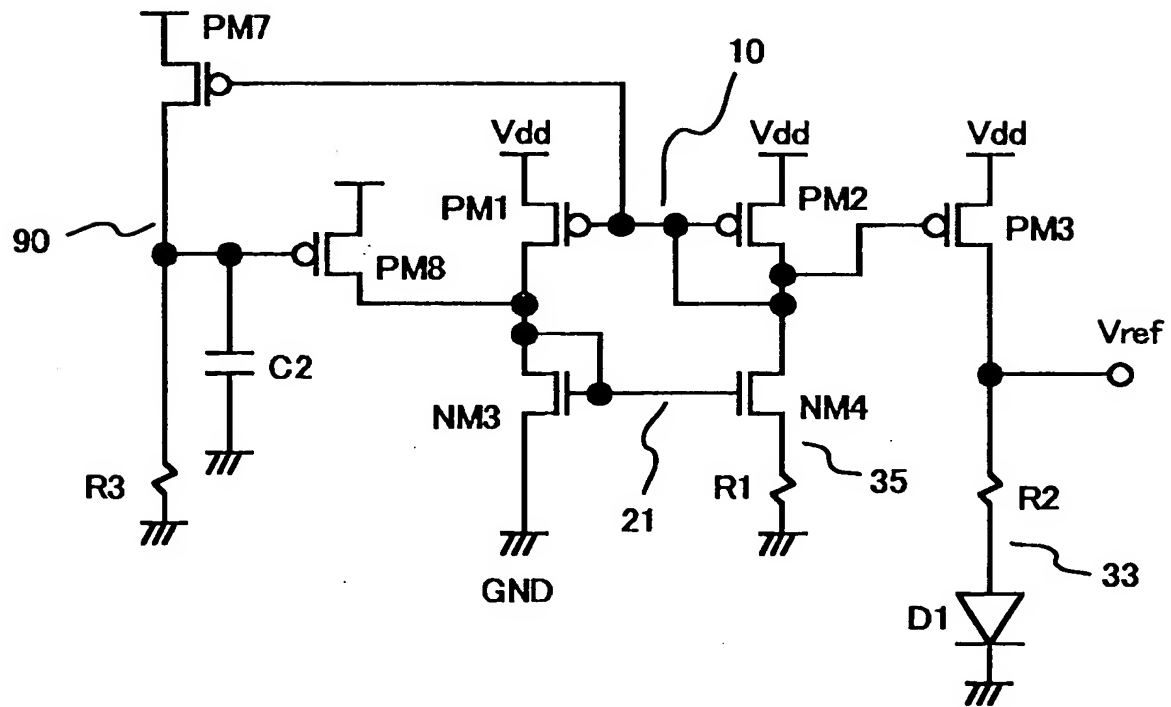 PM7
10
Vdd
Vdd
Vdd
PM1
PM2
PM3
90
PM8
Vref
C2
NM3
NM4
R3
21
R1
35
R2
GND
33
D1